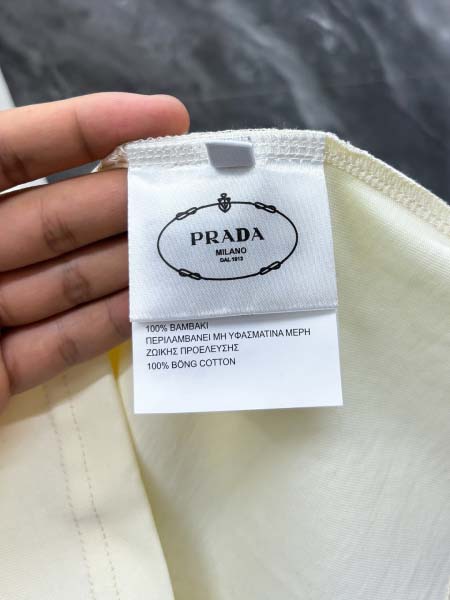 PRADA
MILANO
DAL 1913
100% ΒΑΜΒΑΚΙ
ΠΕΡΙΛΑΜΒΑΝΕΙ ΜΗ ΥΦΑΣΜΑΤΙΝΑ ΜΕΡΗ
ΖΩΙΚΗΣ ΠΡΟΕΛΕΥΣΗΣ
100% BÔNG COTTON